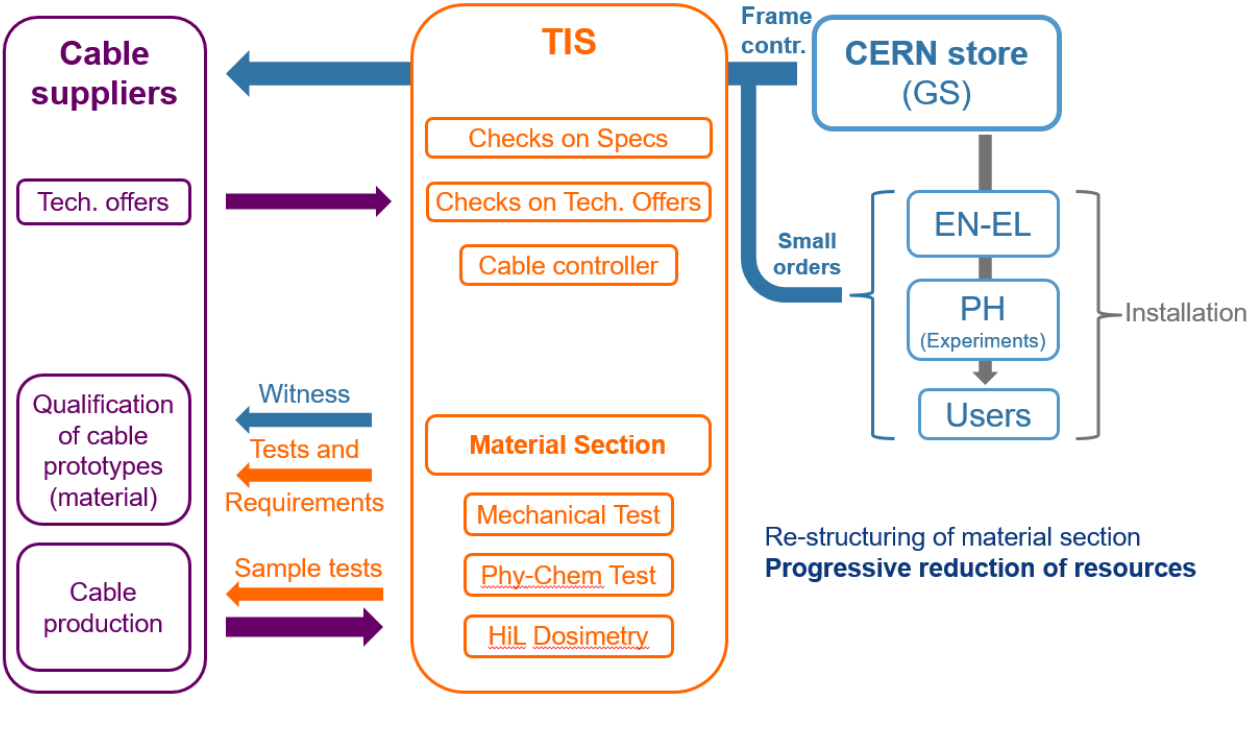 Cable
suppliers
Tech. offers
Qualification
of cable
prototypes
(material)
Cable
production
Witness
Tests and
Requirements
Sample tests
TIS
Checks on Specs
Checks on Tech. Offers
Cable controller
Material Section
Mechanical Test
Phy-Chem Test
HiL Dosimetry
Frame
contr.
CERN store
(GS)
Small
orders
EN-EL
PH
(Experiments)
Users
Installation
Re-structuring of material section
Progressive reduction of resources